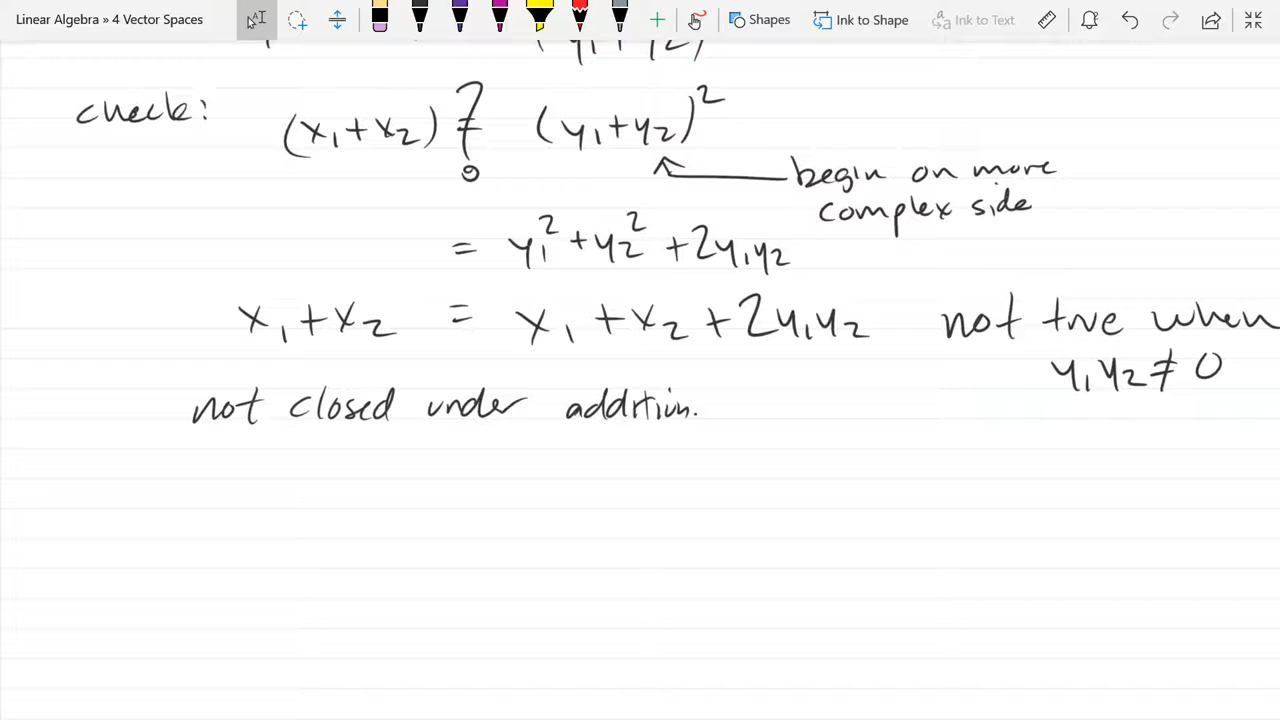 Linear Algebra » 4 Vector Spaces Shapes Ink to Shape Ink to Text
(y₁+y₂)
check: (x₁+x₂) ?= (y₁+y₂)²
begin on more
complex side
= y₁²+y₂²+2y₁y₂
x₁+x₂ = x₁+x₂+2y₁y₂ not true when
y₁y₂≠0
not closed under addition.